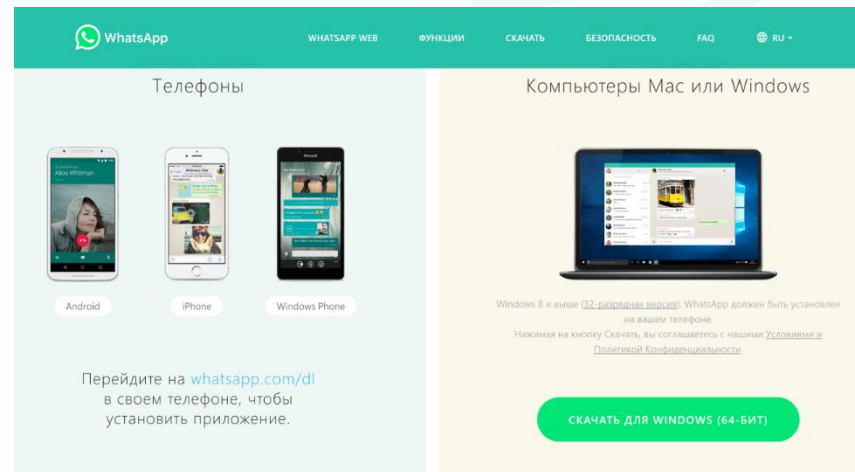 WhatsApp
WHATSAPP WEB
ФУНКЦИИ
СКАЧАТЬ
БЕЗОПАСНОСТЬ
FAQ
RU
Телефоны
Alice Whitman
Android
iPhone
Windows Phone
Перейдите на whatsapp.com/dl
в своем телефоне, чтобы
установить приложение.
Компьютеры Mac или Windows
Windows 8 и выше (32-разрядная версия). WhatsApp должен быть установлен
на вашем телефоне.
Нажимая на кнопку Скачать, вы соглашаетесь с нашими Условиями и
Политикой Конфиденциальности.
СКАЧАТЬ ДЛЯ WINDOWS (64-БИТ)